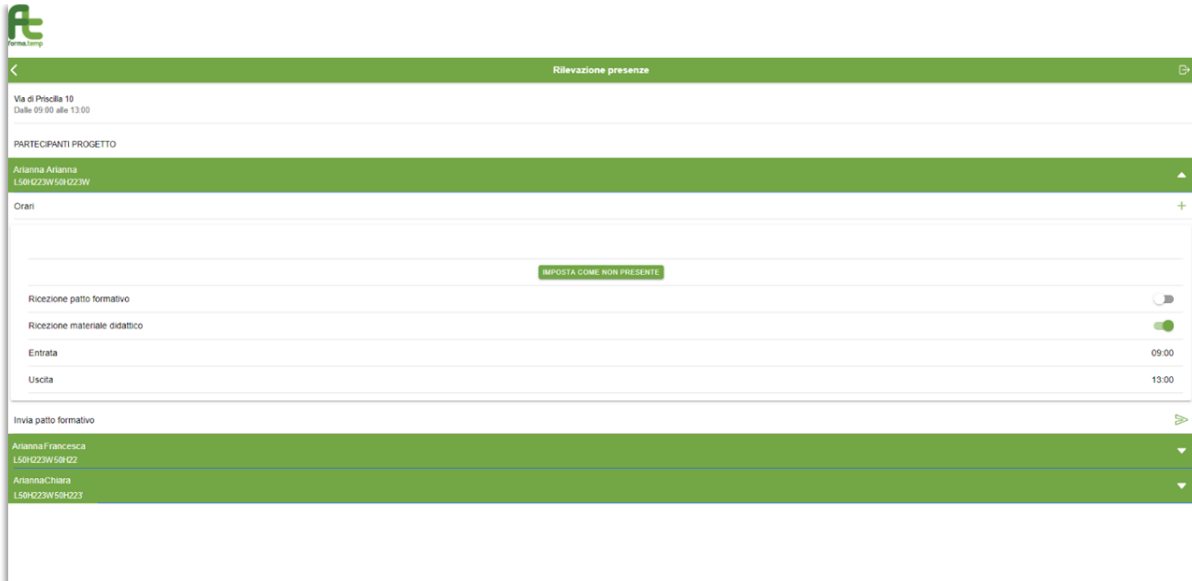 forma.temp
Rilevazione presenze
Via di Priscilla 10
Dalle 09:00 alle 13:00
PARTECIPANTI PROGETTO
Arianna Arianna
L50H223W50H223W
Orari
IMPOSTA COME NON PRESENTE
Ricezione patto formativo
Ricezione materiale didattico
Entrata 09:00
Uscita 13:00
Invia patto formativo
Arianna Francesca
L50H223W50H22
AriannaChiara
L50H223W50H223